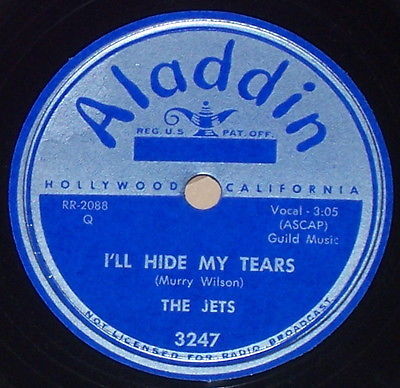 Aladdin
REG. U.S. PAT. OFF.
HOLLYWOOD CALIFORNIA
RR-2088
Q
Vocal - 3:05
(ASCAP)
Guild Music
I'LL HIDE MY TEARS
(Murry Wilson)
THE JETS
3247
NOT LICENSED FOR RADIO BROADCAST